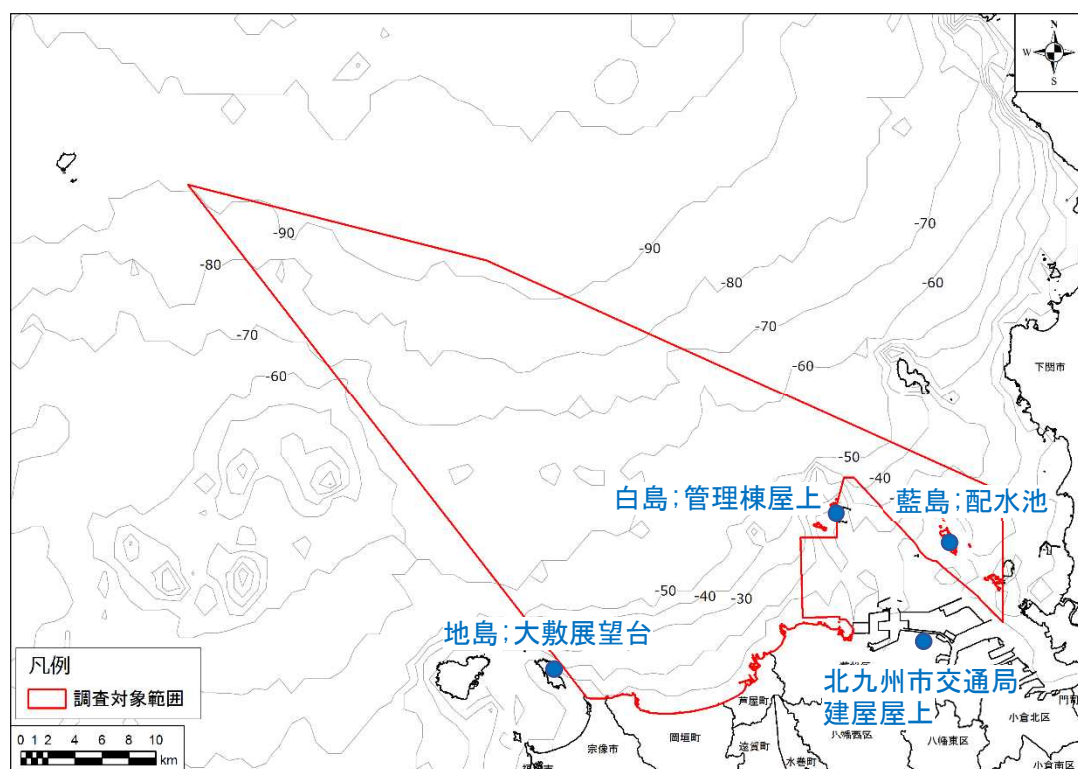 N
W
S
-90
-80
-70
-60
-90
-80
-70
-60
-70
-60
下関市
-50
-40
白島；管理棟屋上
藍島；配水池
-50
-40
-30
地島；大敷展望台
北九州市交通局
建屋屋上
凡例
調査対象範囲
0 1 2 4 6 8 10
km
宗像市
岡垣町
芦屋町
遠賀町
水巻町
八幡西区
八幡東区
小倉北区
小倉南区